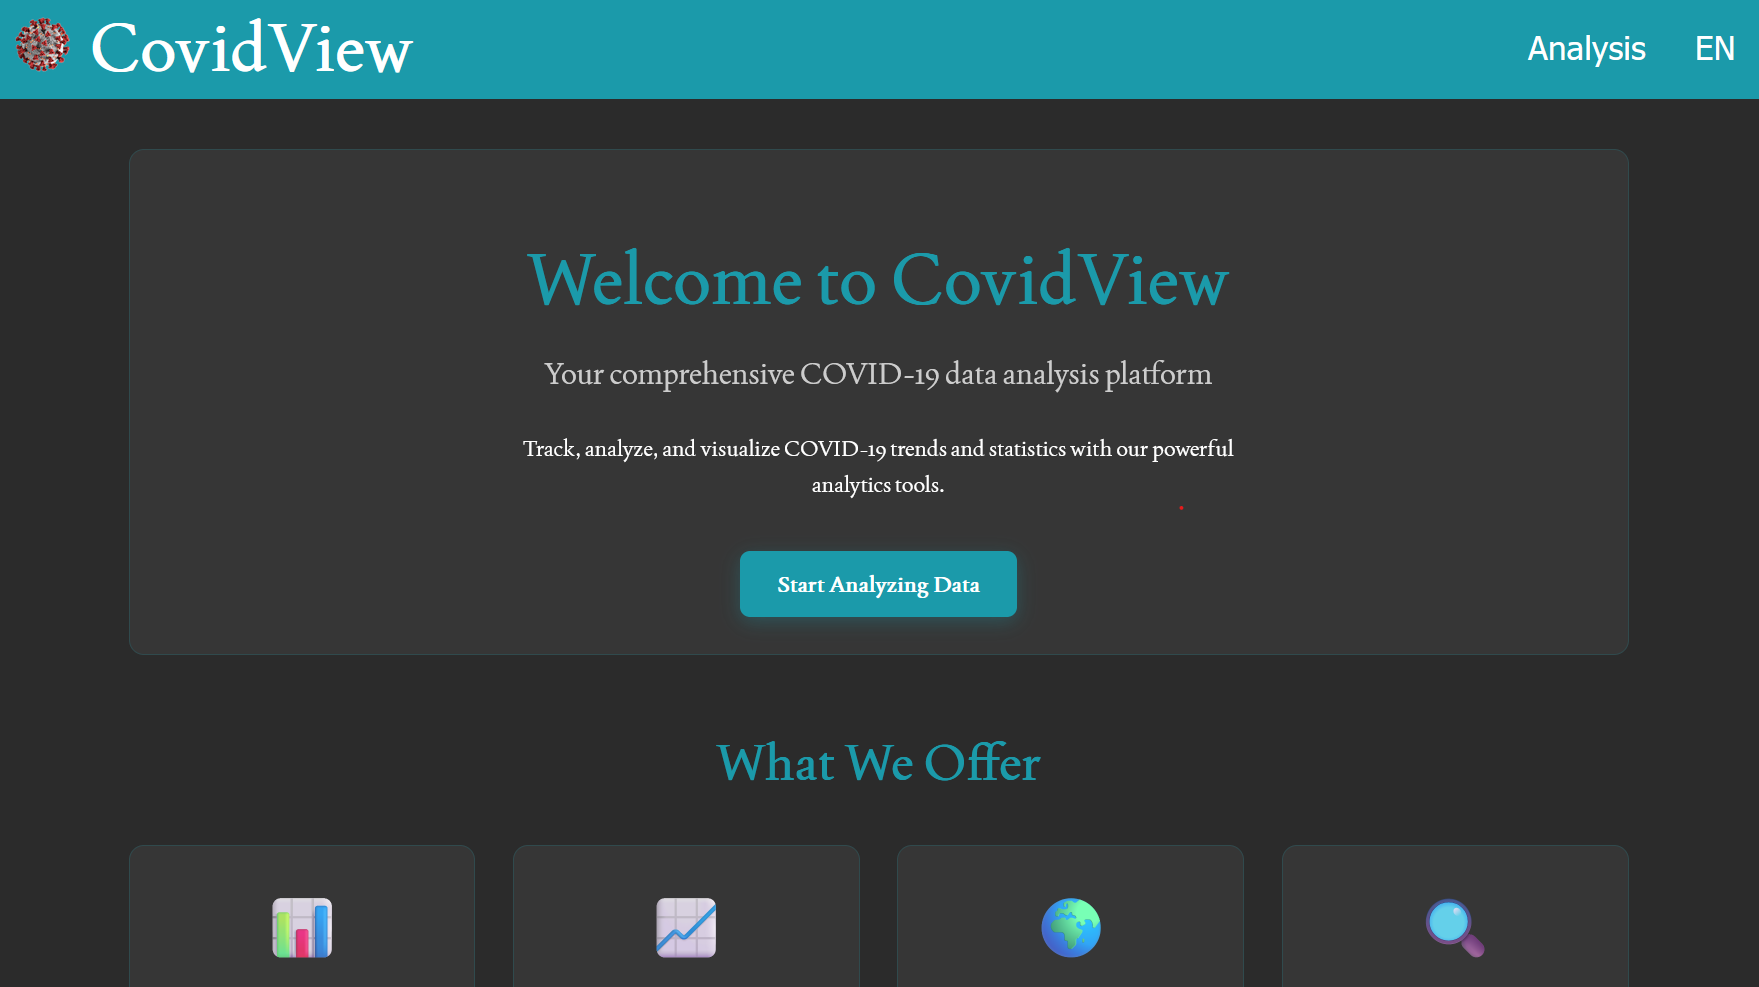 CovidView
Analysis
EN
Welcome to CovidView
Your comprehensive COVID-19 data analysis platform
Track, analyze, and visualize COVID-19 trends and statistics with our powerful
analytics tools.
Start Analyzing Data
What We Offer